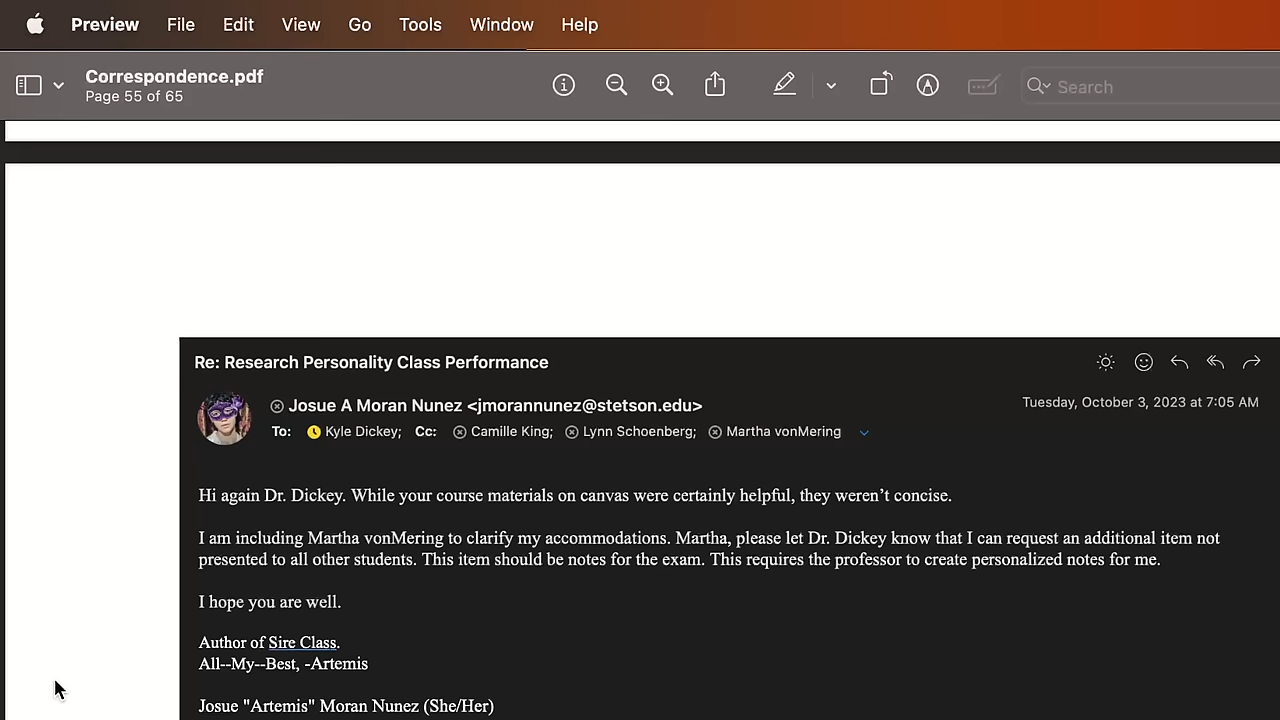 Preview File Edit View Go Tools Window Help
Correspondence.pdf
Page 55 of 65
Search
Re: Research Personality Class Performance
Josue A Moran Nunez <jmorannunez@stetson.edu>
Tuesday, October 3, 2023 at 7:05 AM
To: Kyle Dickey; Cc: Camille King; Lynn Schoenberg; Martha vonMering
Hi again Dr. Dickey. While your course materials on canvas were certainly helpful, they weren't concise.
I am including Martha vonMering to clarify my accommodations. Martha, please let Dr. Dickey know that I can request an additional item not
presented to all other students. This item should be notes for the exam. This requires the professor to create personalized notes for me.
I hope you are well.
Author of Sire Class.
All--My--Best, -Artemis
Josue "Artemis" Moran Nunez (She/Her)